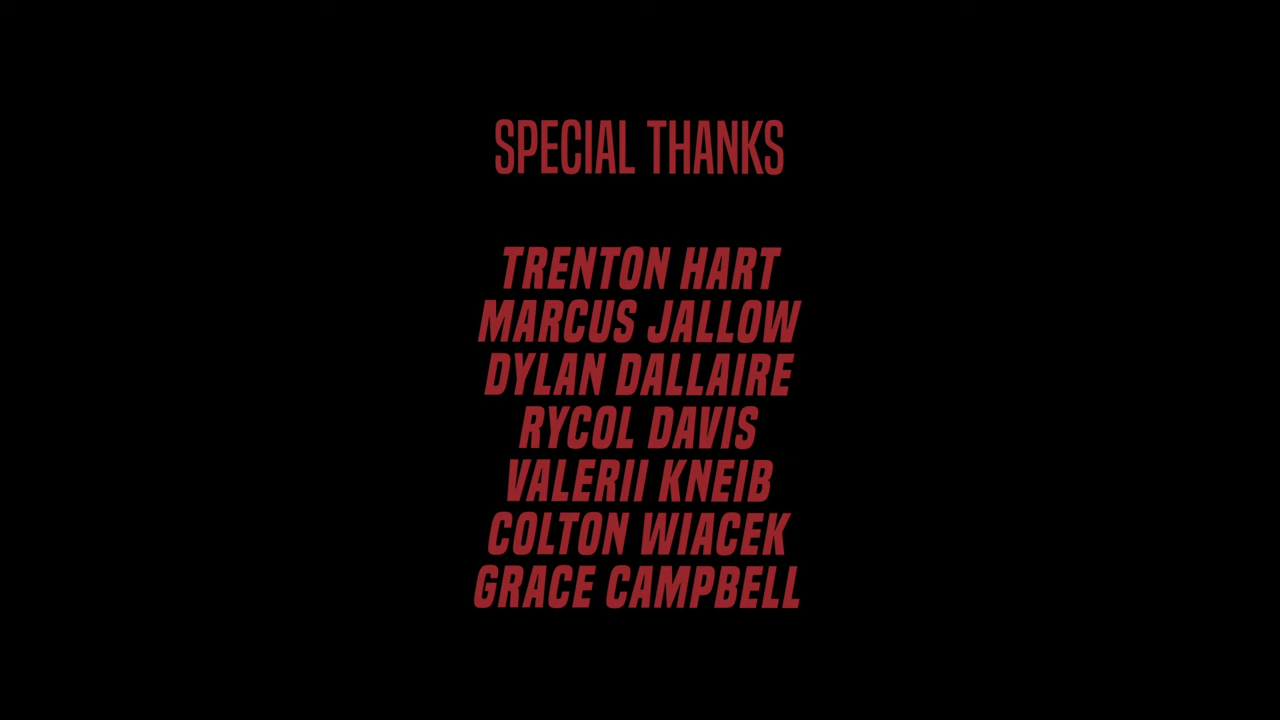 SPECIAL THANKS
TRENTON HART
MARCUS JALLOW
DYLAN DALLAIRE
RYCOL DAVIS
VALERII KNEIB
COLTON WIACEK
GRACE CAMPBELL